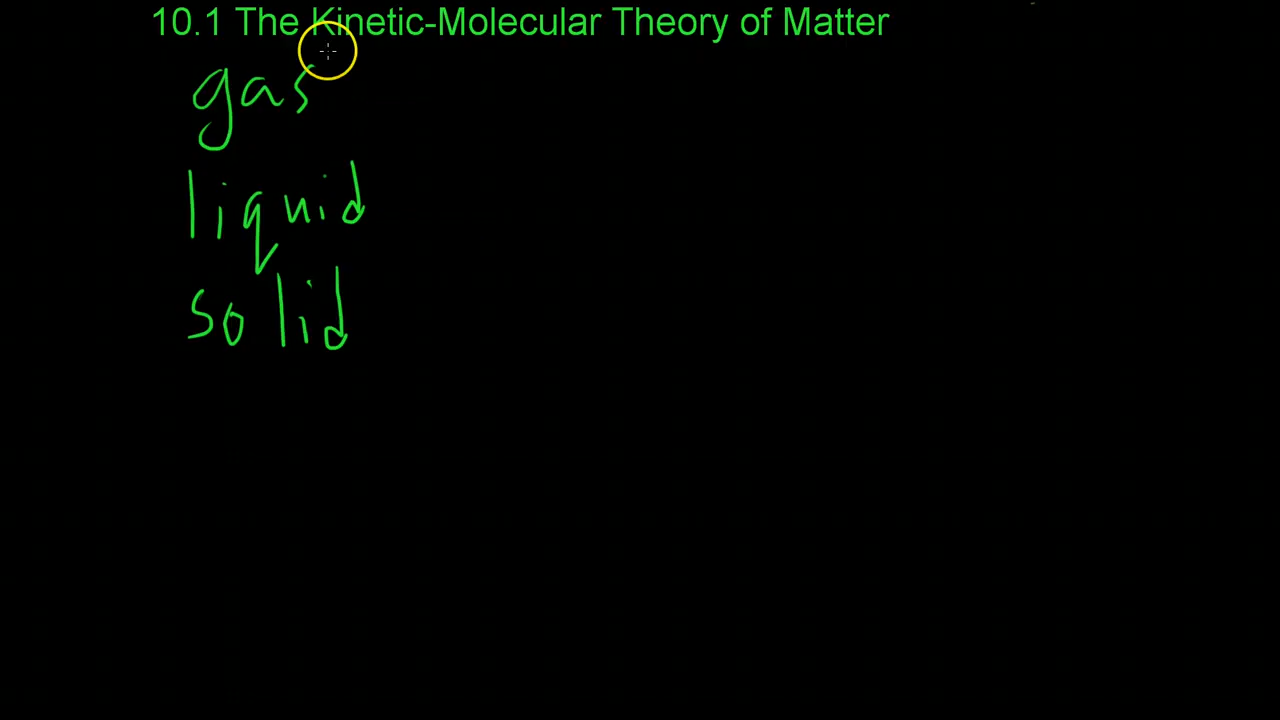 10.1 The Kinetic-Molecular Theory of Matter
gas
liquid
solid